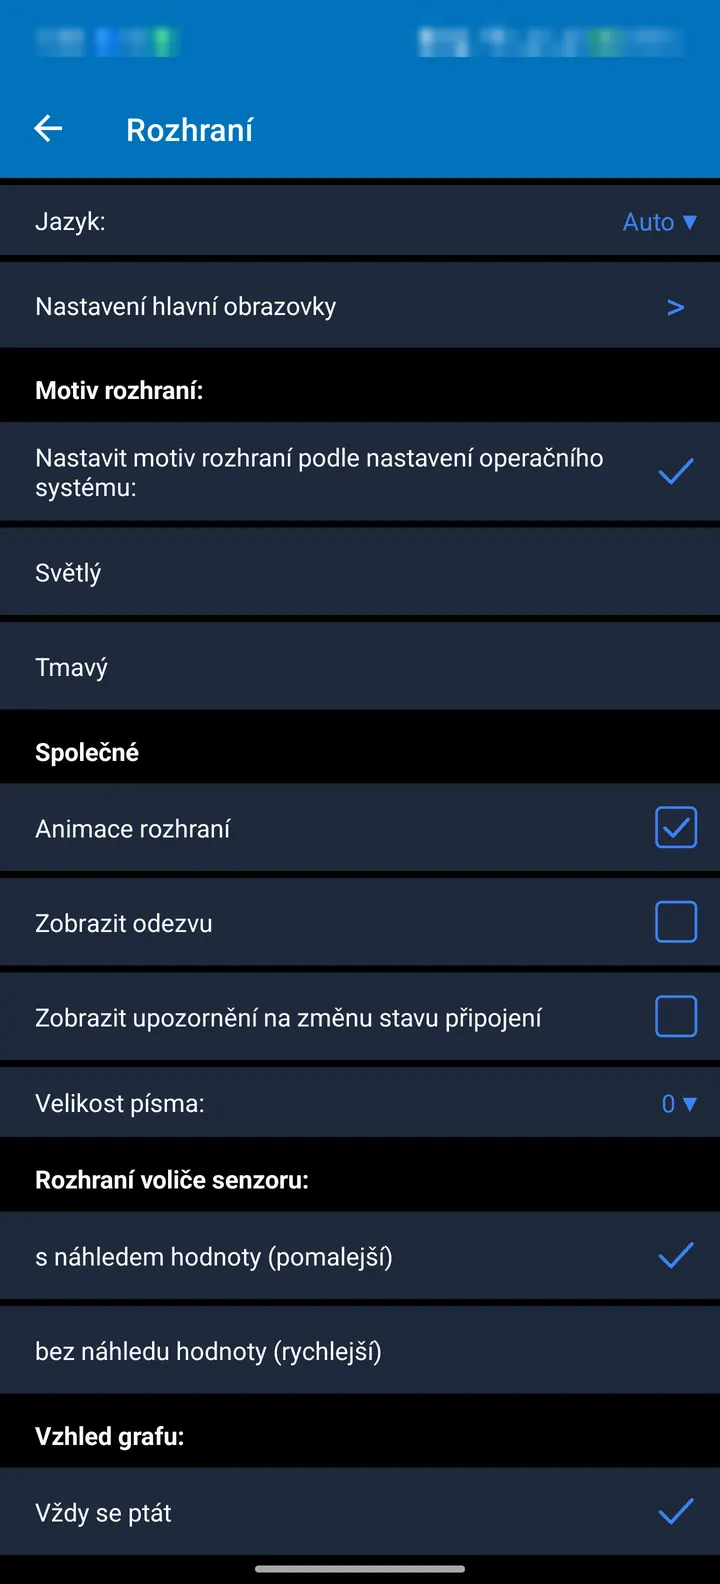 Rozhraní
Jazyk:
Auto ▼
Nastavení hlavní obrazovky
>
Motiv rozhraní:
Nastavit motiv rozhraní podle nastavení operačního
systému:
Světlý
Tmavý
Společné
Animace rozhraní
Zobrazit odezvu
Zobrazit upozornění na změnu stavu připojení
Velikost písma:
0 ▼
Rozhraní voliče senzoru:
s náhledem hodnoty (pomalejší)
bez náhledu hodnoty (rychlejší)
Vzhled grafu:
Vždy se ptát